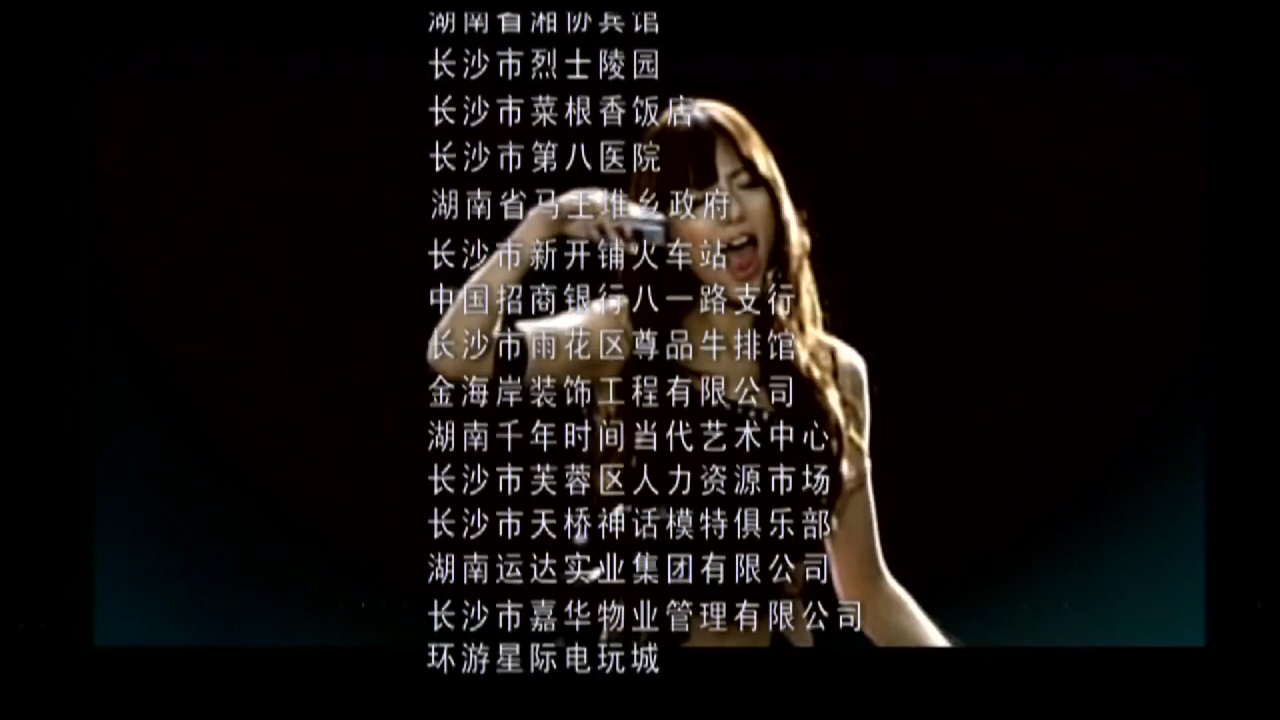 湖南省湘协宾馆
长沙市烈士陵园
长沙市菜根香饭店
长沙市第八医院
湖南省马王堆乡政府
长沙市新开铺火车站
中国招商银行八一路支行
长沙市雨花区尊品牛排馆
金海岸装饰工程有限公司
湖南千年时间当代艺术中心
长沙市芙蓉区人力资源市场
长沙市天桥神话模特俱乐部
湖南运达实业集团有限公司
长沙市嘉华物业管理有限公司
环游星际电玩城